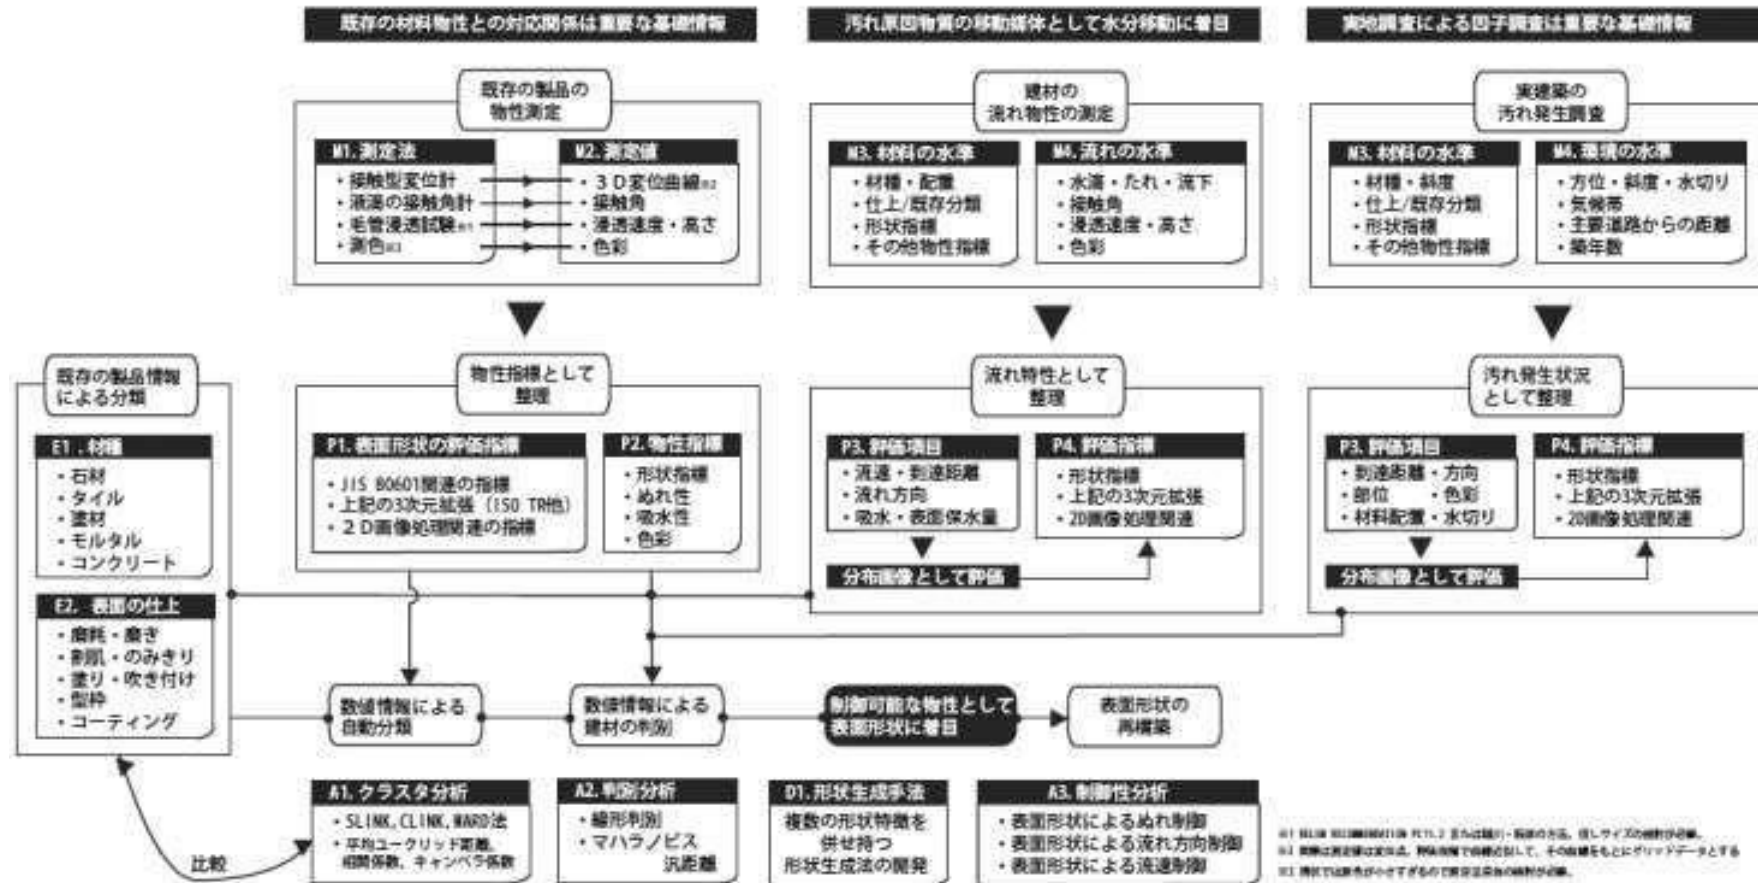 既存の材料物性との対応関係は重要な基礎情報
汚れ原因物質の移動媒体として水分移動に着目
実地調査による因子調査は重要な基礎情報
既存の製品の
物性測定
M1.測定法
・接触型変位計
・液滴の接触角計
・毛管浸透試験※1
・測色※3
M2.測定値
・3D変位曲線※2
・接触角
・浸透速度・高さ
・色彩
建材の
流れ物性の測定
M3.材料の水準
・材種・配置
・仕上/既存分類
・形状指標
・その他物性指標
M4.流れの水準
・水滴・たれ・流下
・接触角
・浸透速度・高さ
・色彩
実建築の
汚れ発生調査
M3.材料の水準
・材種・斜度
・仕上/既存分類
・形状指標
・その他物性指標
M4.環境の水準
・方位・斜度・水切り
・気候帯
・主要道路からの距離
・築年数
既存の製品情報
による分類
E1.材種
・石材
・タイル
・塗材
・モルタル
・コンクリート
E2. 表面の仕上
・磨耗・磨き
・割肌・のみきり
・塗り・吹き付け
・型枠
・コーティング
物性指標として
整理
P1.表面形状の評価指標
・JIS B0601関連の指標
・上記の3次元拡張(ISO TR他)
・2D画像処理関連の指標
P2.物性指標
・形状指標
・ぬれ性
・吸水性
・色彩
流れ特性として
整理
P3.評価項目
・流速・到達距離
・流れ方向
・吸水・表面保水量
分布画像として評価
P4.評価指標
・形状指標
・上記の3次元拡張
・2D画像処理関連
汚れ発生状況
として整理
P3.評価項目
・到達距離・方向
・部位 ・色彩
・材料配置・水切り
分布画像として評価
P4.評価指標
・形状指標
・上記の3次元拡張
・2D画像処理関連
数値情報による
自動分類
数値情報による
建材の判別
制御可能な物性として
表面形状に着目
表面形状の
再構築
比較
A1.クラスタ分析
・SLINK,CLINK,WARD法
・平均ユークリッド距離,
相関係数, キャンベラ係数
A2.判別分析
・線形判別
・マハラノビス
汎距離
D1.形状生成手法
複数の形状特徴を
併せ持つ
形状生成法の開発
A3.制御性分析
・表面形状によるぬれ制御
・表面形状による流れ方向制御
・表面形状による流速制御